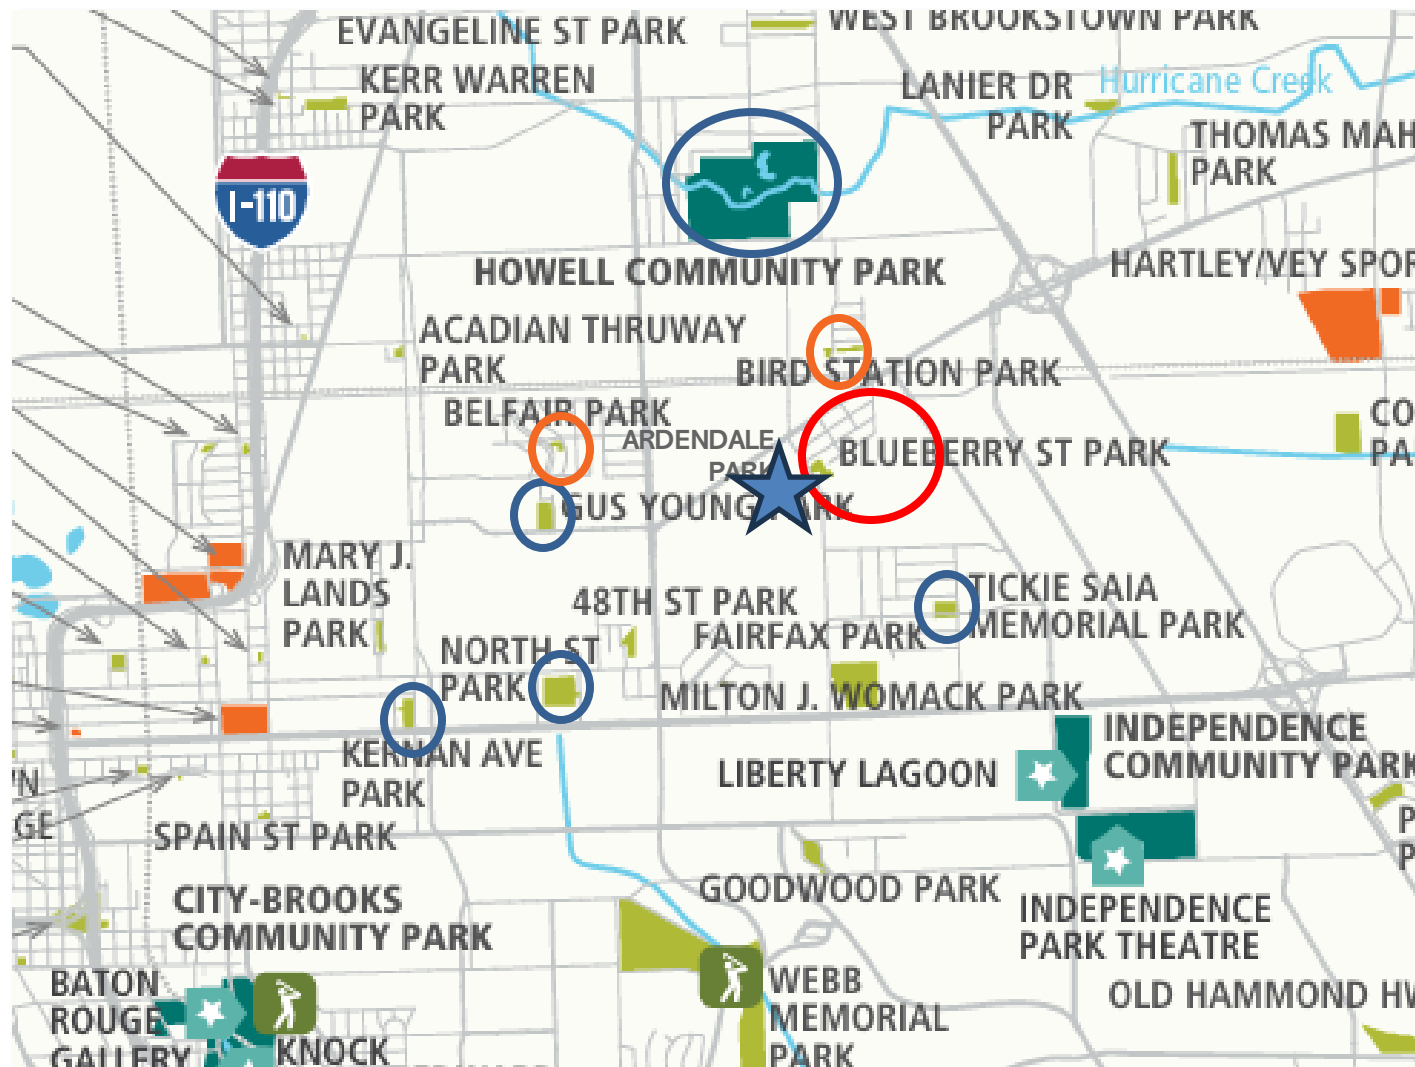 EVANGELINE ST PARK
WEST BROOKSTOWN PARK
KERR WARREN
PARK
LANIER DR
PARK
Hurricane Creek
THOMAS MAH
PARK
I-110
HOWELL COMMUNITY PARK
HARTLEY/VEY SPOR
ACADIAN THRUWAY
PARK
BIRD STATION PARK
BELFAIR PARK
ARDENDALE
PARK
BLUEBERRY ST PARK
CO
PA
GUS YOUNG PARK
MARY J.
LANDS
PARK
48TH ST PARK
TICKIE SAIA
MEMORIAL PARK
FAIRFAX PARK
NORTH ST
PARK
MILTON J. WOMACK PARK
INDEPENDENCE
COMMUNITY PARK
KERNAN AVE
PARK
LIBERTY LAGOON
WN
GE
SPAIN ST PARK
P
P
GOODWOOD PARK
CITY-BROOKS
COMMUNITY PARK
INDEPENDENCE
PARK THEATRE
BATON
ROUGE
GALLERY
KNOCK
WEBB
MEMORIAL
PARK
OLD HAMMOND HW